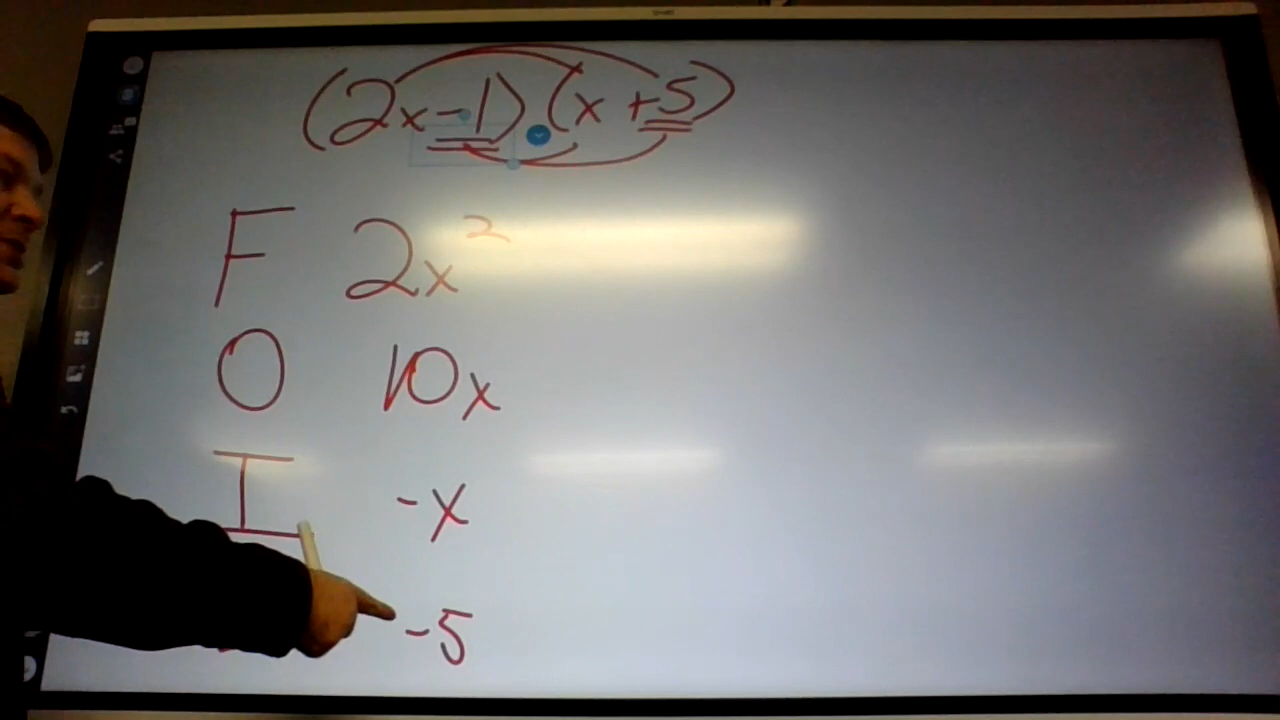 (2x-1)(x+5)
F 2x²
O 10x
I -x
-5